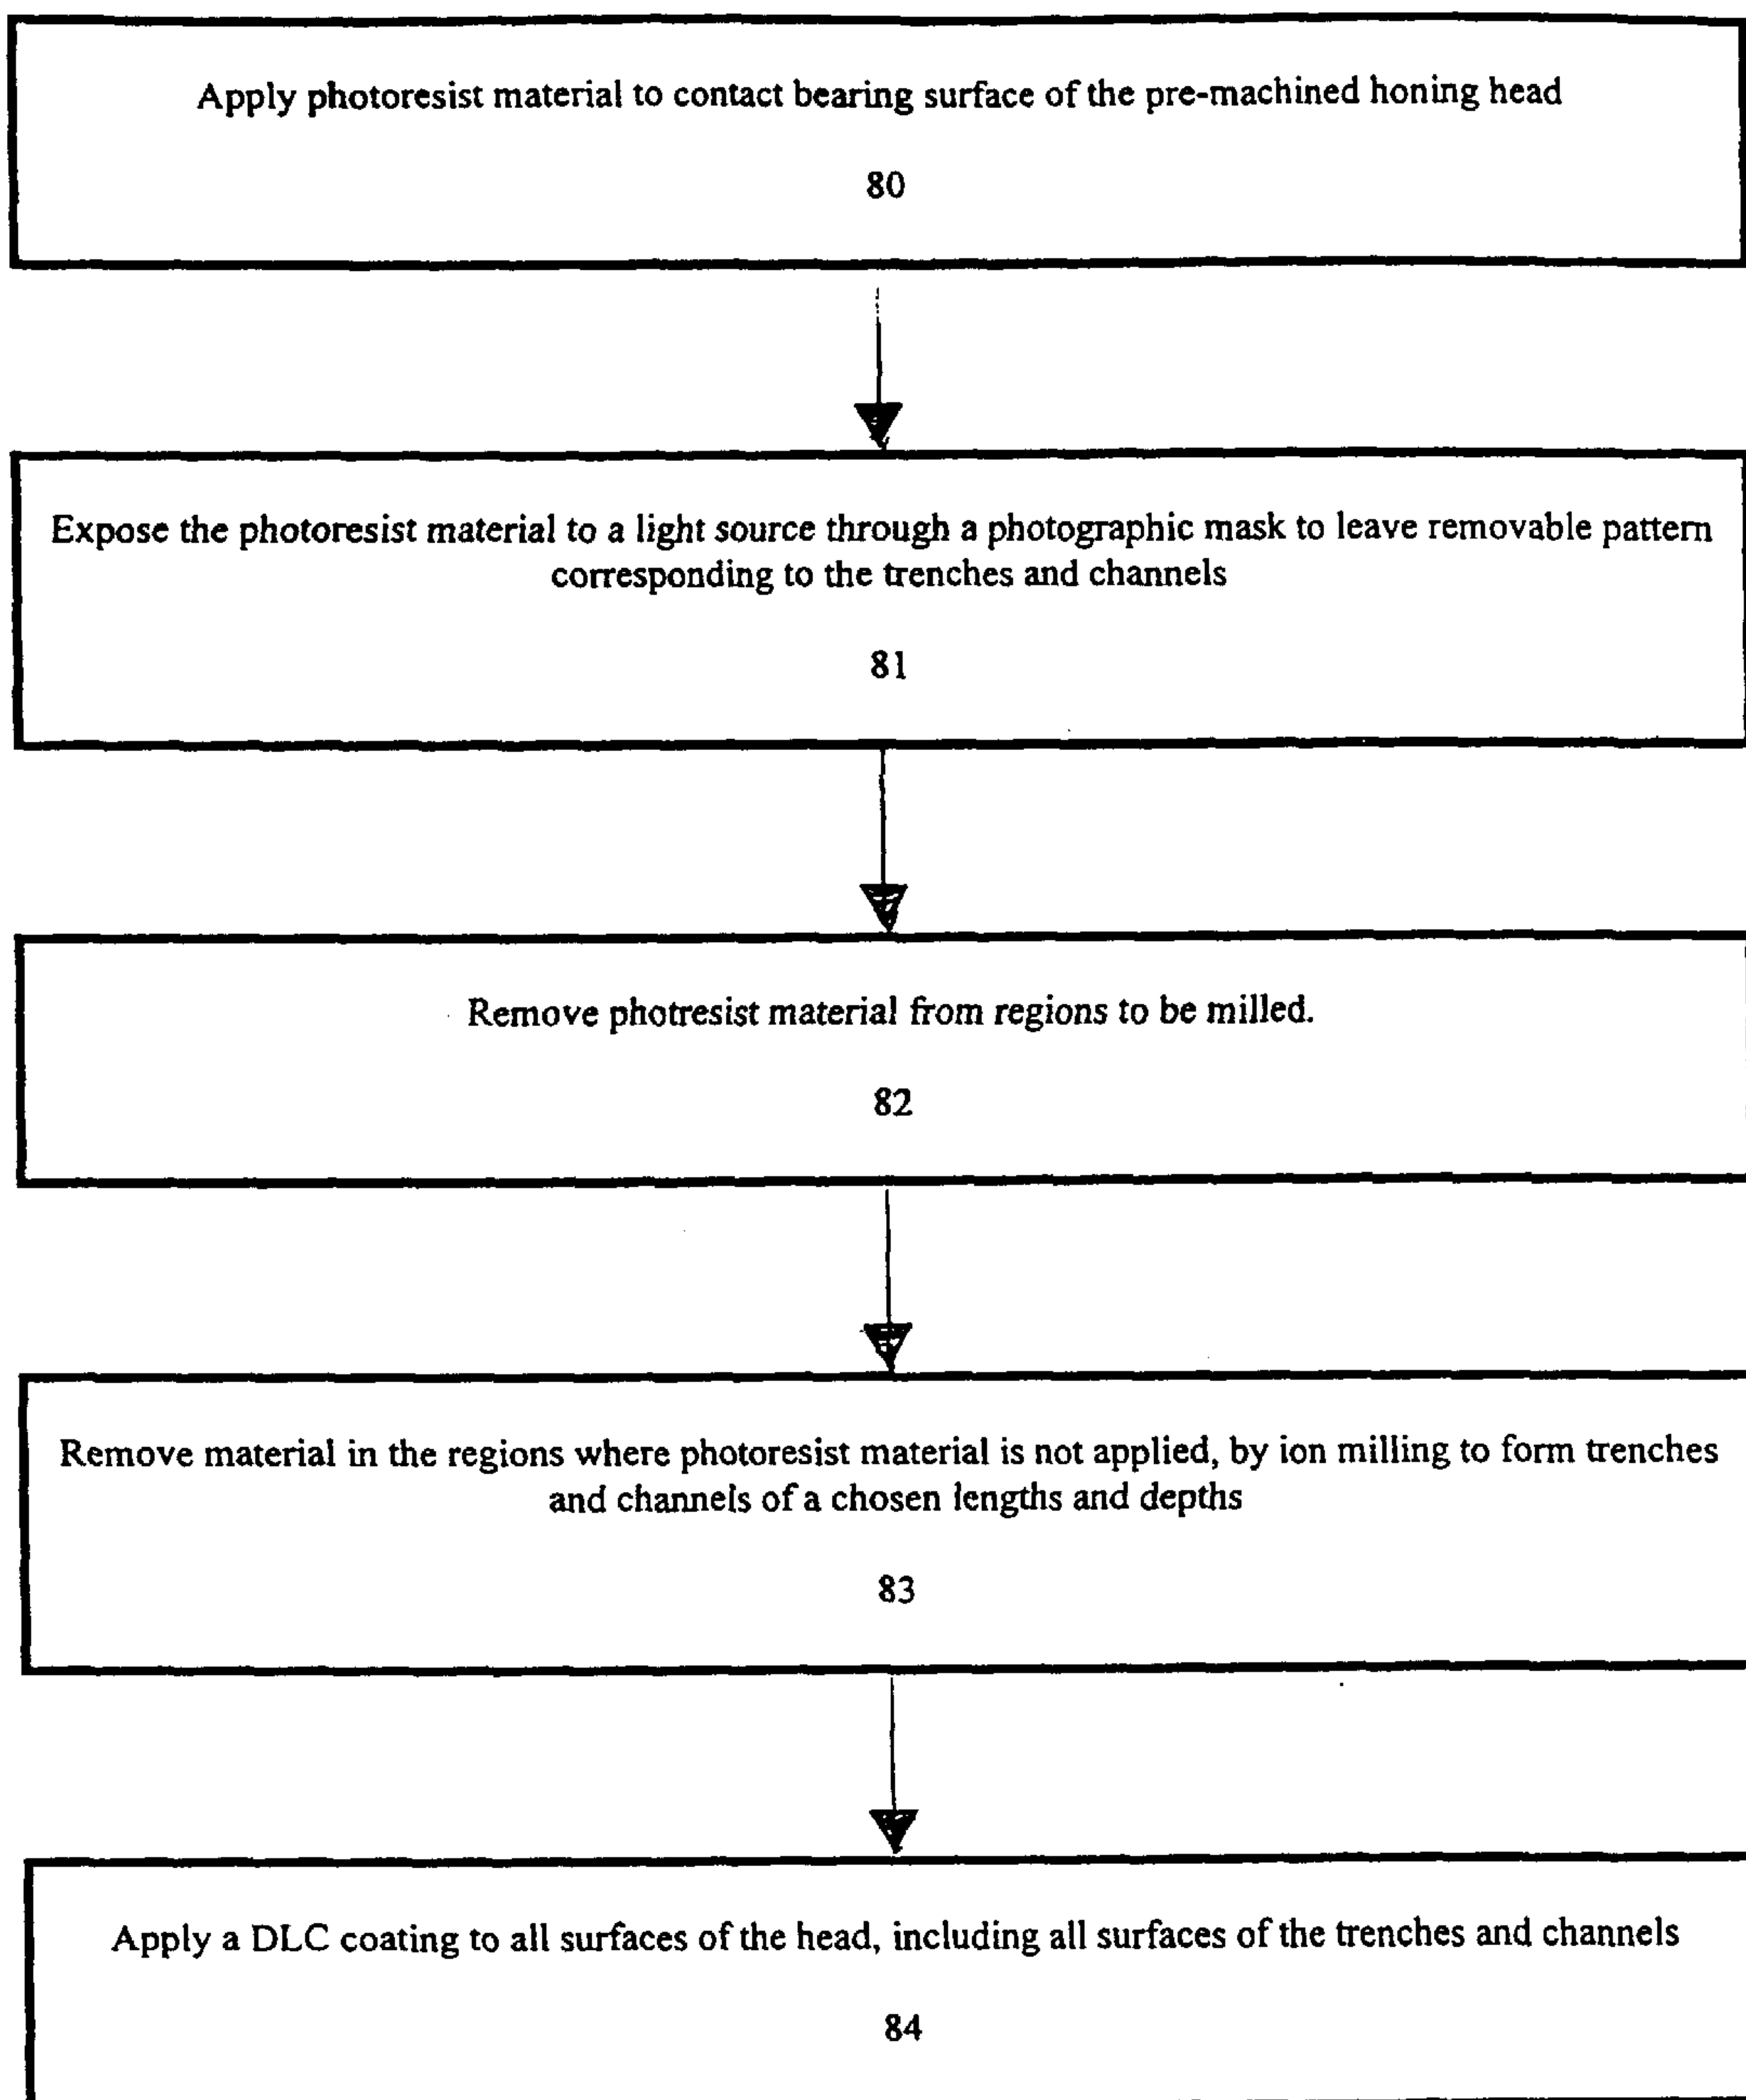 Apply photoresist material to contact bearing surface of the pre-machined honing head
80
Expose the photoresist material to a light source through a photographic mask to leave removable pattern
corresponding to the trenches and channels
81
Remove photresist material from regions to be milled.
82
Remove material in the regions where photoresist material is not applied, by ion milling to form trenches
and channels of a chosen lengths and depths
83
Apply a DLC coating to all surfaces of the head, including all surfaces of the trenches and channels
84